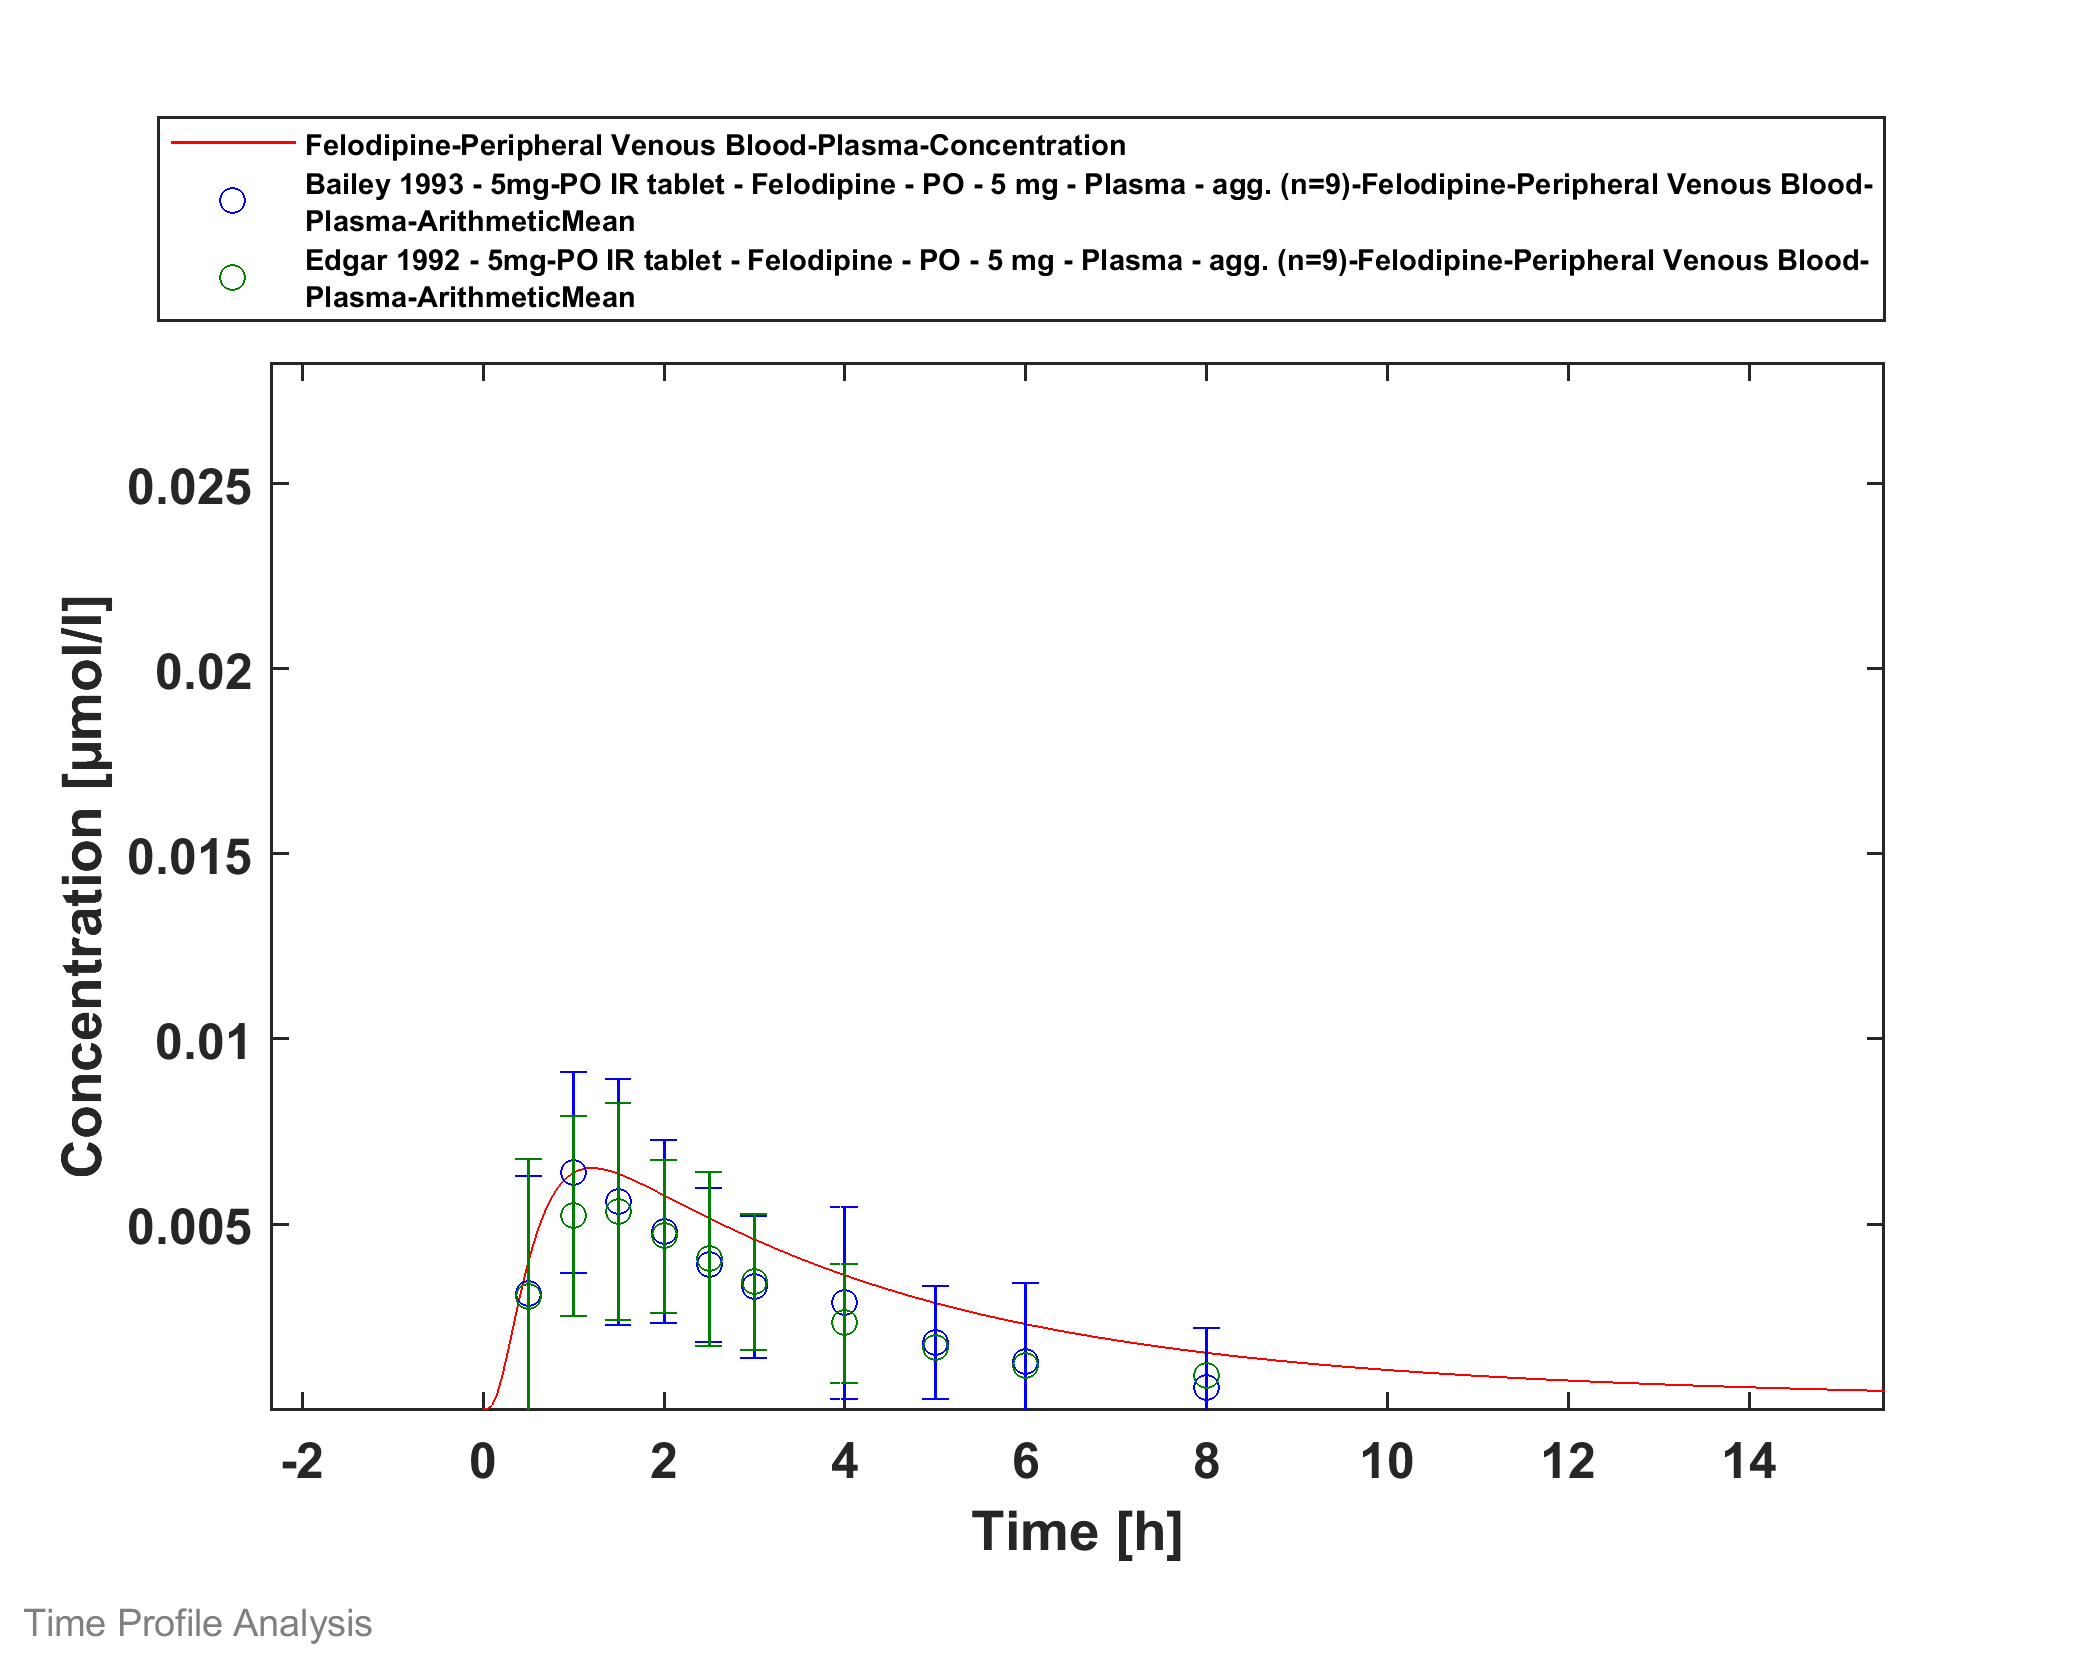 Felodipine-Peripheral Venous Blood-Plasma-Concentration
Bailey 1993 - 5mg-PO IR tablet - Felodipine - PO - 5 mg - Plasma - agg. (n=9)-Felodipine-Peripheral Venous Blood-
Plasma-ArithmeticMean
Edgar 1992 - 5mg-PO IR tablet - Felodipine - PO - 5 mg - Plasma - agg. (n=9)-Felodipine-Peripheral Venous Blood-
Plasma-ArithmeticMean
0.025
0.02
0.015
0.01
0.005
Concentration [µmol/l]
-2 0 2 4 6 8 10 12 14
Time [h]
Time Profile Analysis